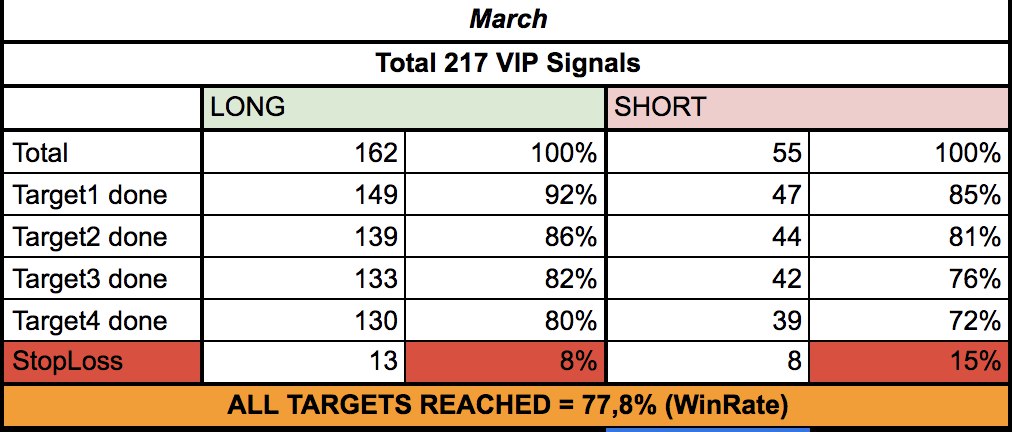 March
Total 217 VIP Signals
LONG SHORT
Total 162 100% 55 100%
Target1 done 149 92% 47 85%
Target2 done 139 86% 44 81%
Target3 done 133 82% 42 76%
Target4 done 130 80% 39 72%
StopLoss 13 8% 8 15%
ALL TARGETS REACHED = 77,8% (WinRate)